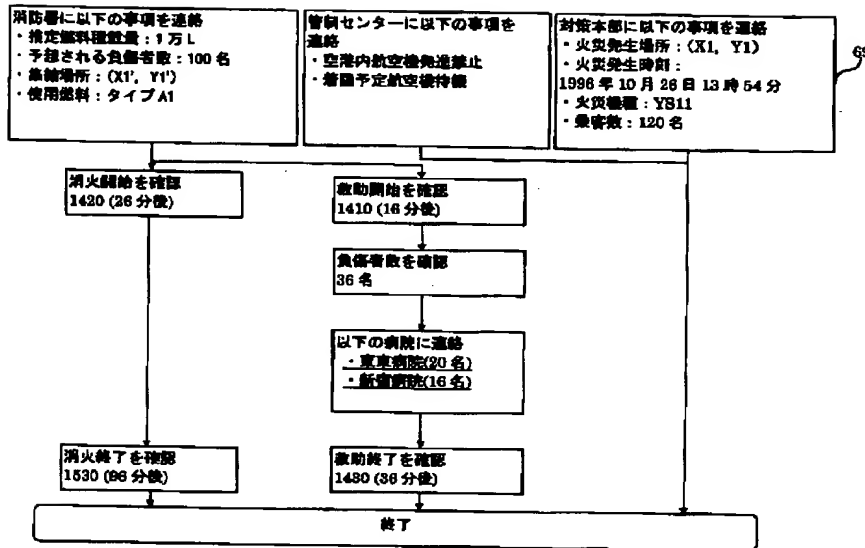 消防署に以下の事項を連絡
・推定燃料積載量：1万L
・予想される負傷者数：100名
・集結場所：(X1'，Y1')
・使用燃料：タイプA1
管制センターに以下の事項を
連絡
・空港内航空機発進禁止
・着陸予定航空機待機
対策本部に以下の事項を連絡
・火災発生場所：(X1，Y1)
・火災発生時刻：
1996年10月26日13時54分
・火災機種：YS11
・乗客数：120名
消火開始を確認
1420 (26分後)
救助開始を確認
1410 (16分後)
負傷者数を確認
36名
以下の病院に連絡
・東東病院(20名)
・新宿病院(16名)
消火終了を確認
1530 (96分後)
救助終了を確認
1430 (36分後)
終了